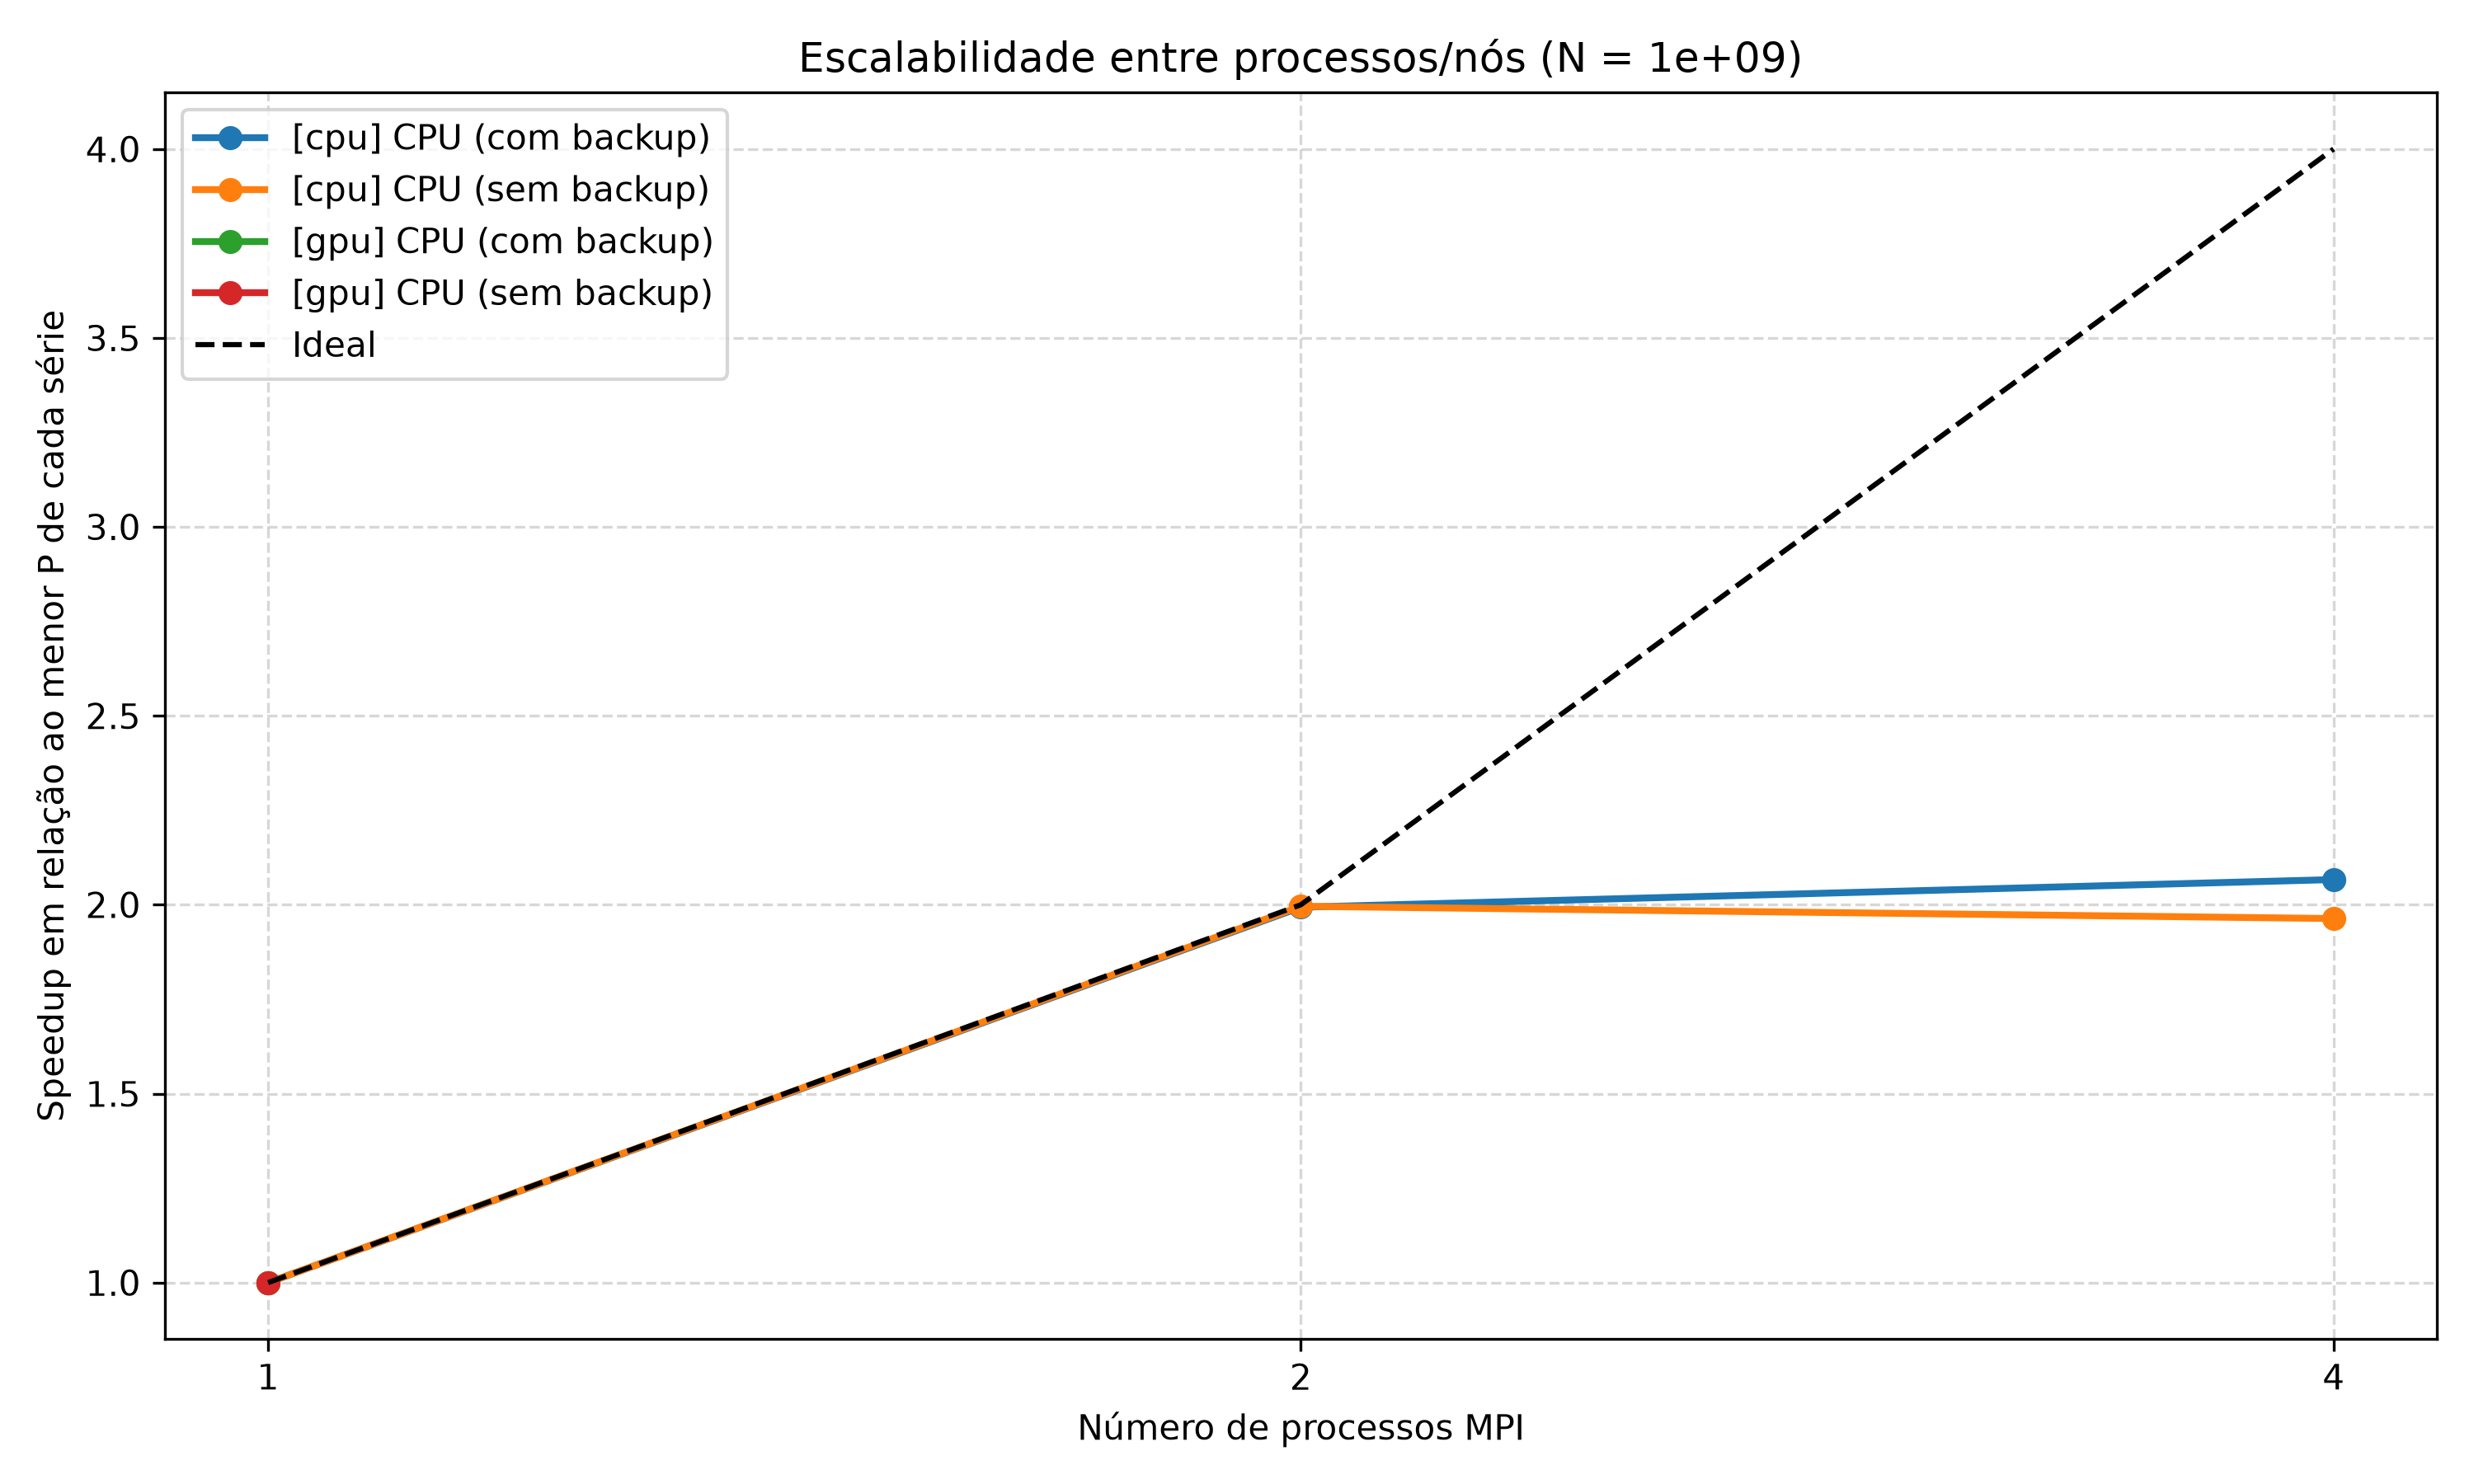 Escalabilidade entre processos/nós (N = 1e+09)
[cpu] CPU (com backup)
[cpu] CPU (sem backup)
[gpu] CPU (com backup)
[gpu] CPU (sem backup)
Ideal
Speedup em relação ao menor P de cada série
4.0
3.5
3.0
2.5
2.0
1.5
1.0
1 2 4
Número de processos MPI